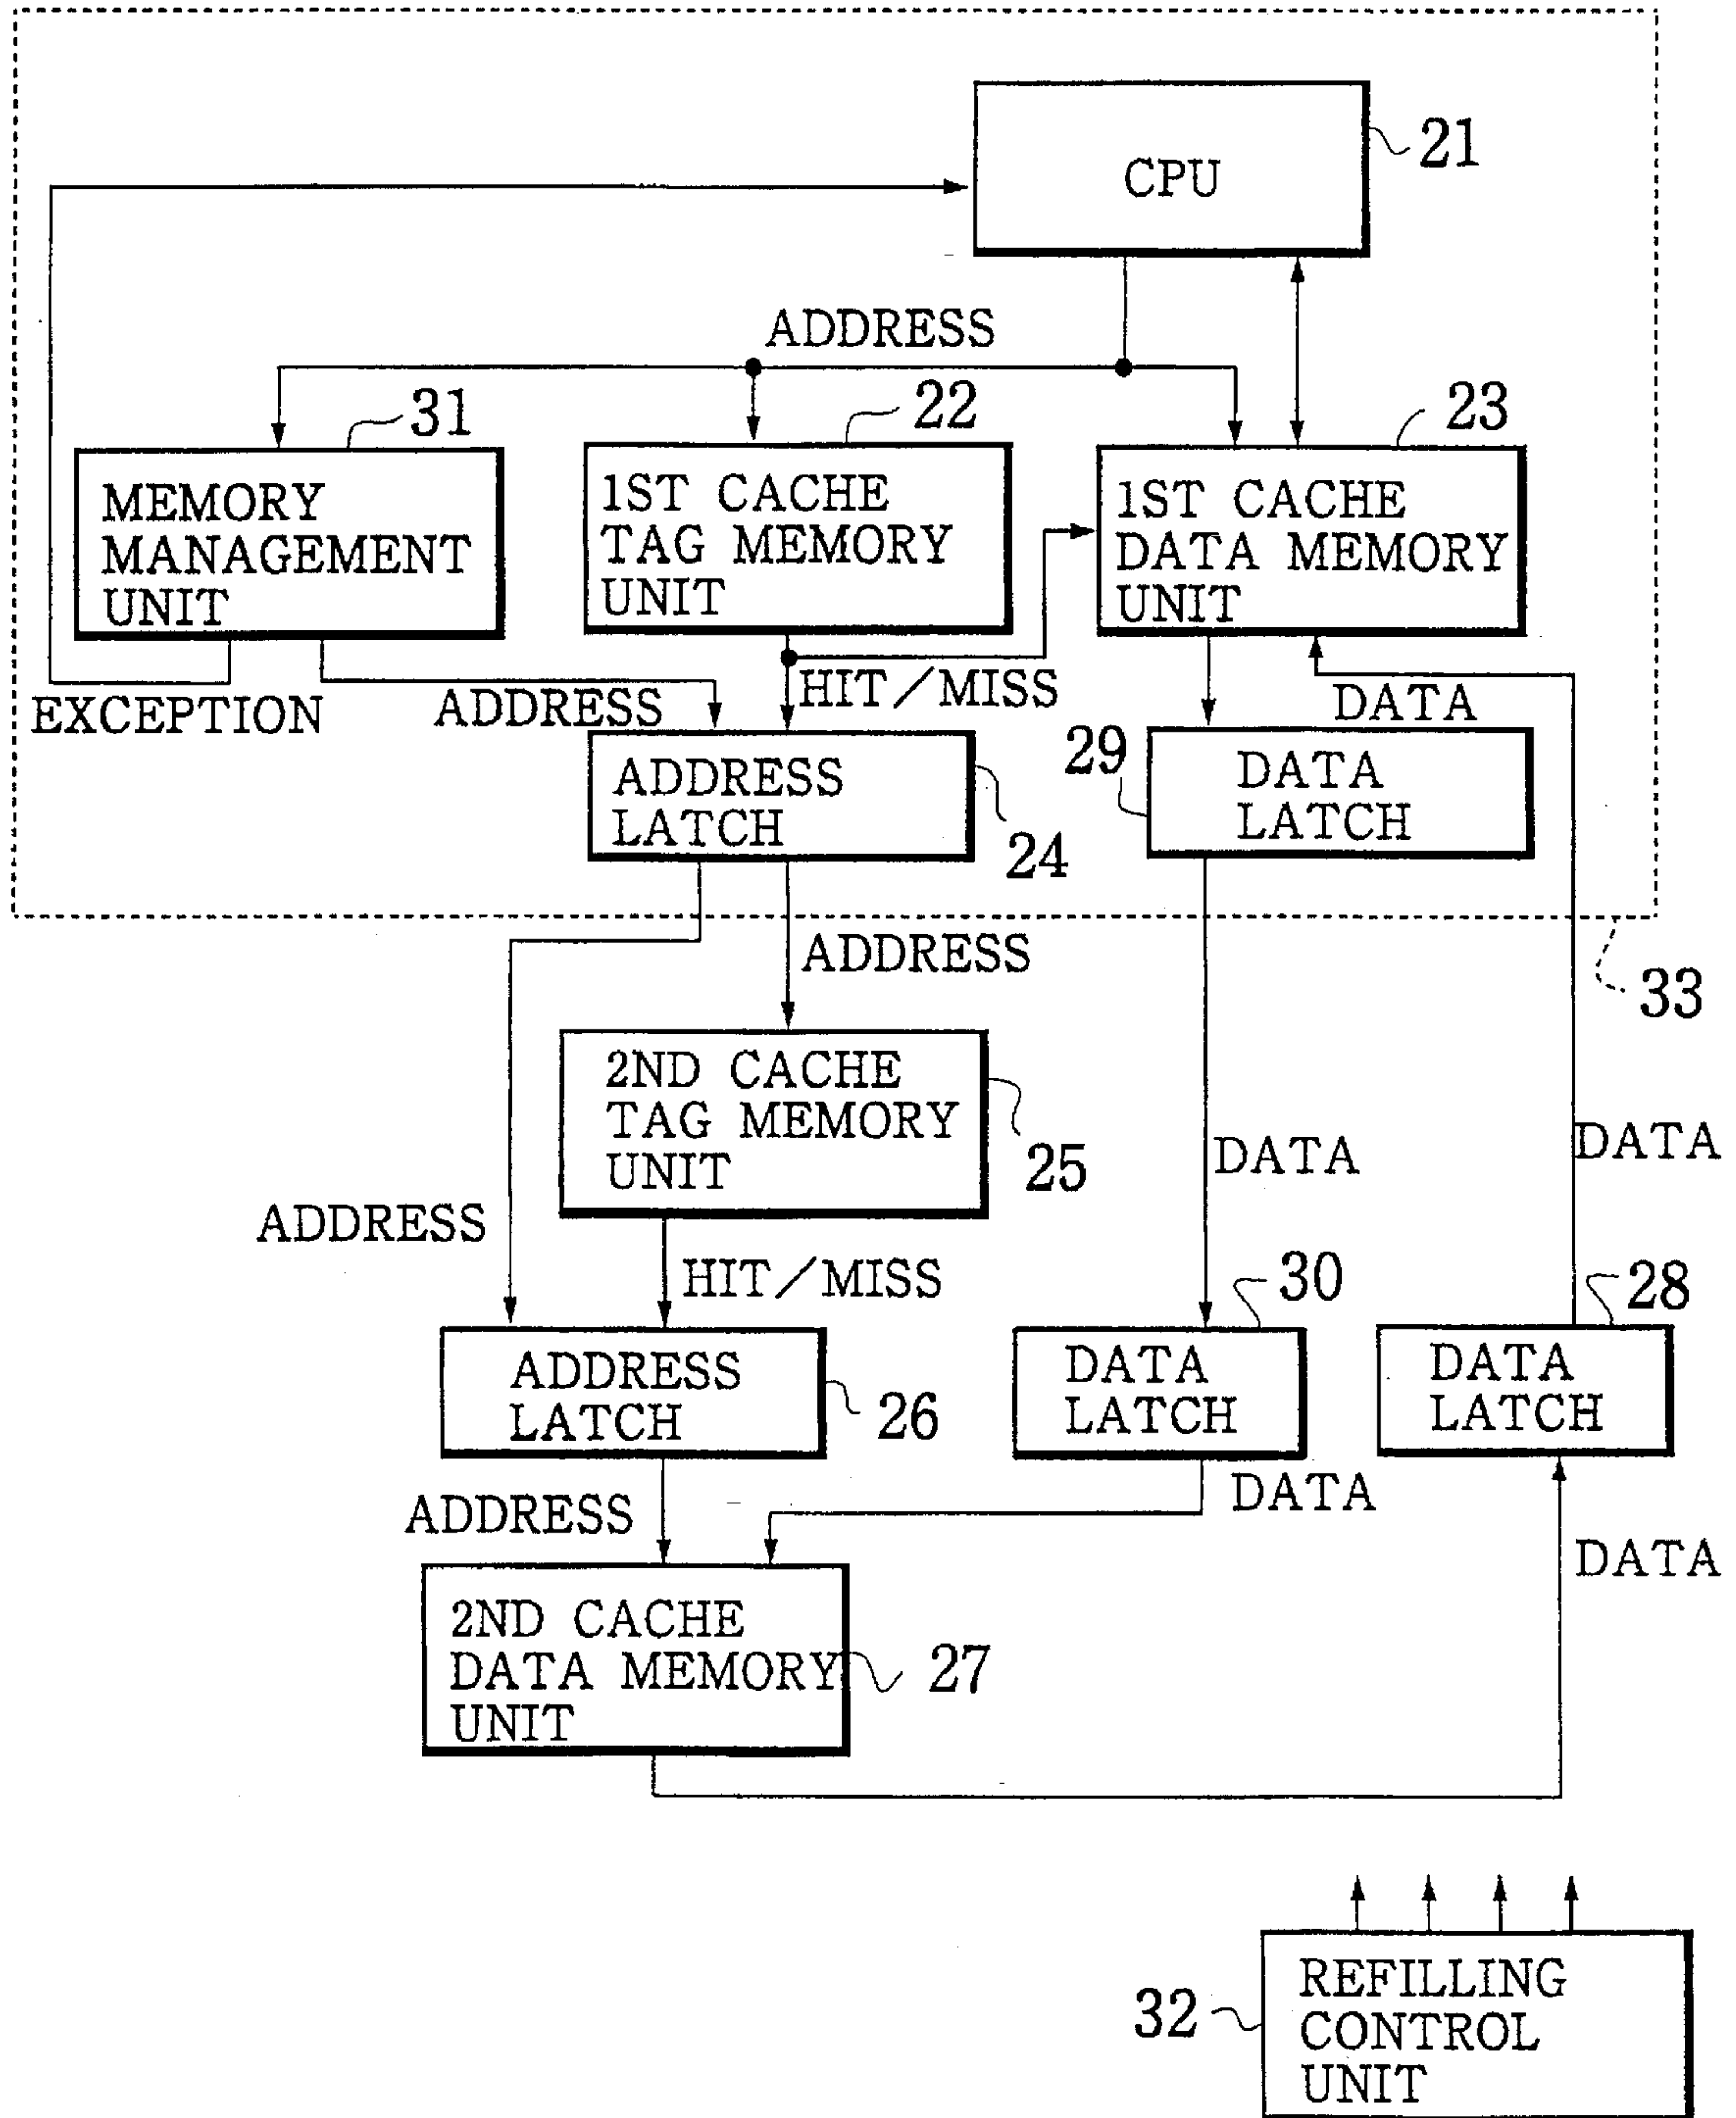 CPU
21
ADDRESS
31
22
23
MEMORY
MANAGEMENT
UNIT
1ST CACHE
TAG MEMORY
UNIT
1ST CACHE
DATA MEMORY
UNIT
EXCEPTION
ADDRESS
HIT/MISS
DATA
ADDRESS
LATCH
24
29
DATA
LATCH
ADDRESS
33
2ND CACHE
TAG MEMORY
UNIT
25
DATA
DATA
ADDRESS
HIT/MISS
30
28
ADDRESS
LATCH
26
DATA
LATCH
DATA
LATCH
ADDRESS
DATA
DATA
2ND CACHE
DATA MEMORY
UNIT
27
32
REFILLING
CONTROL
UNIT